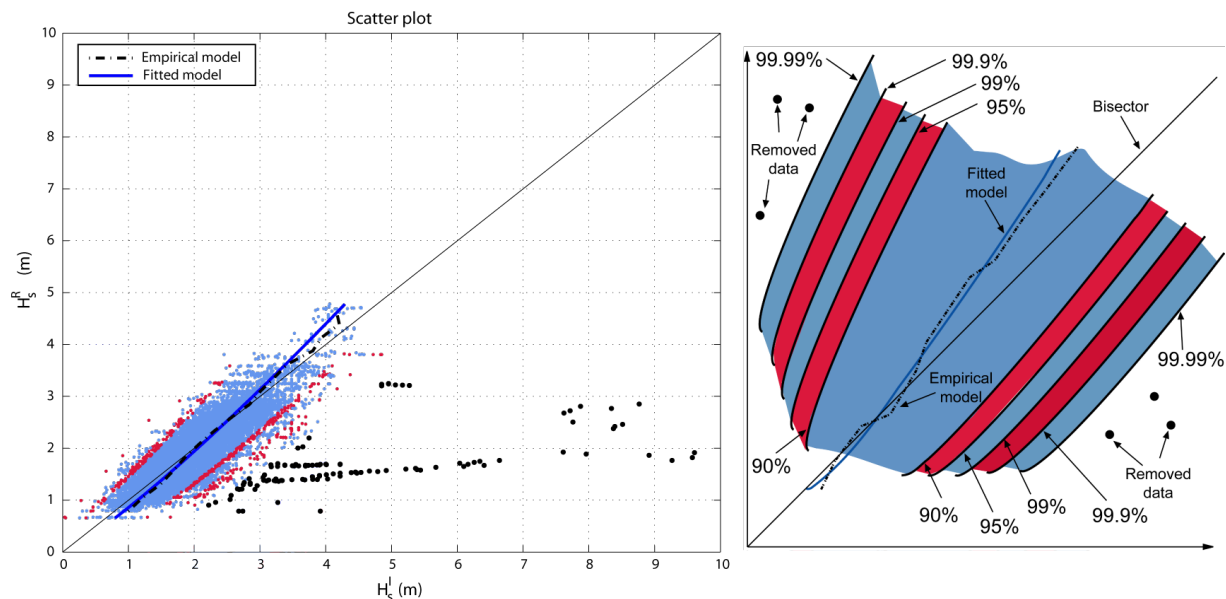 Scatter plot
Empirical model
Fitted model
10
9
8
7
6
5
4
3
2
1
0
H_s^R (m)
0 1 2 3 4 5 6 7 8 9 10
H_s^I (m)
99.99%
99.9%
99%
95%
Bisector
Removed
data
Fitted
model
Empirical
model
99.99%
90%
90%
95%
99%
99.9%
Removed
data